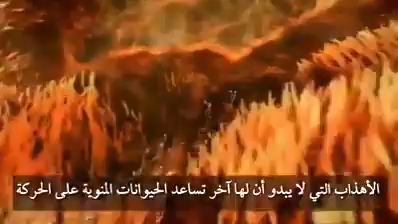 الأهذاب التي لا يبدو أن لها آخر تساعد الحيوانات المنوية على الحركة